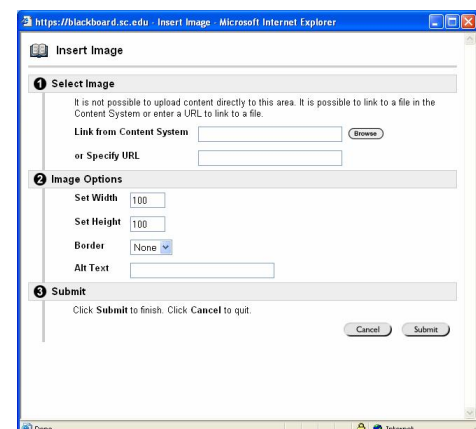 https://blackboard.sc.edu - Insert Image - Microsoft Internet Explorer
Insert Image
1 Select Image
It is not possible to upload content directly to this area. It is possible to link to a file in the
Content System or enter a URL to link to a file.
Link from Content System Browse
or Specify URL
2 Image Options
Set Width 100
Set Height 100
Border None
Alt Text
3 Submit
Click Submit to finish. Click Cancel to quit.
Cancel Submit
Done Internet